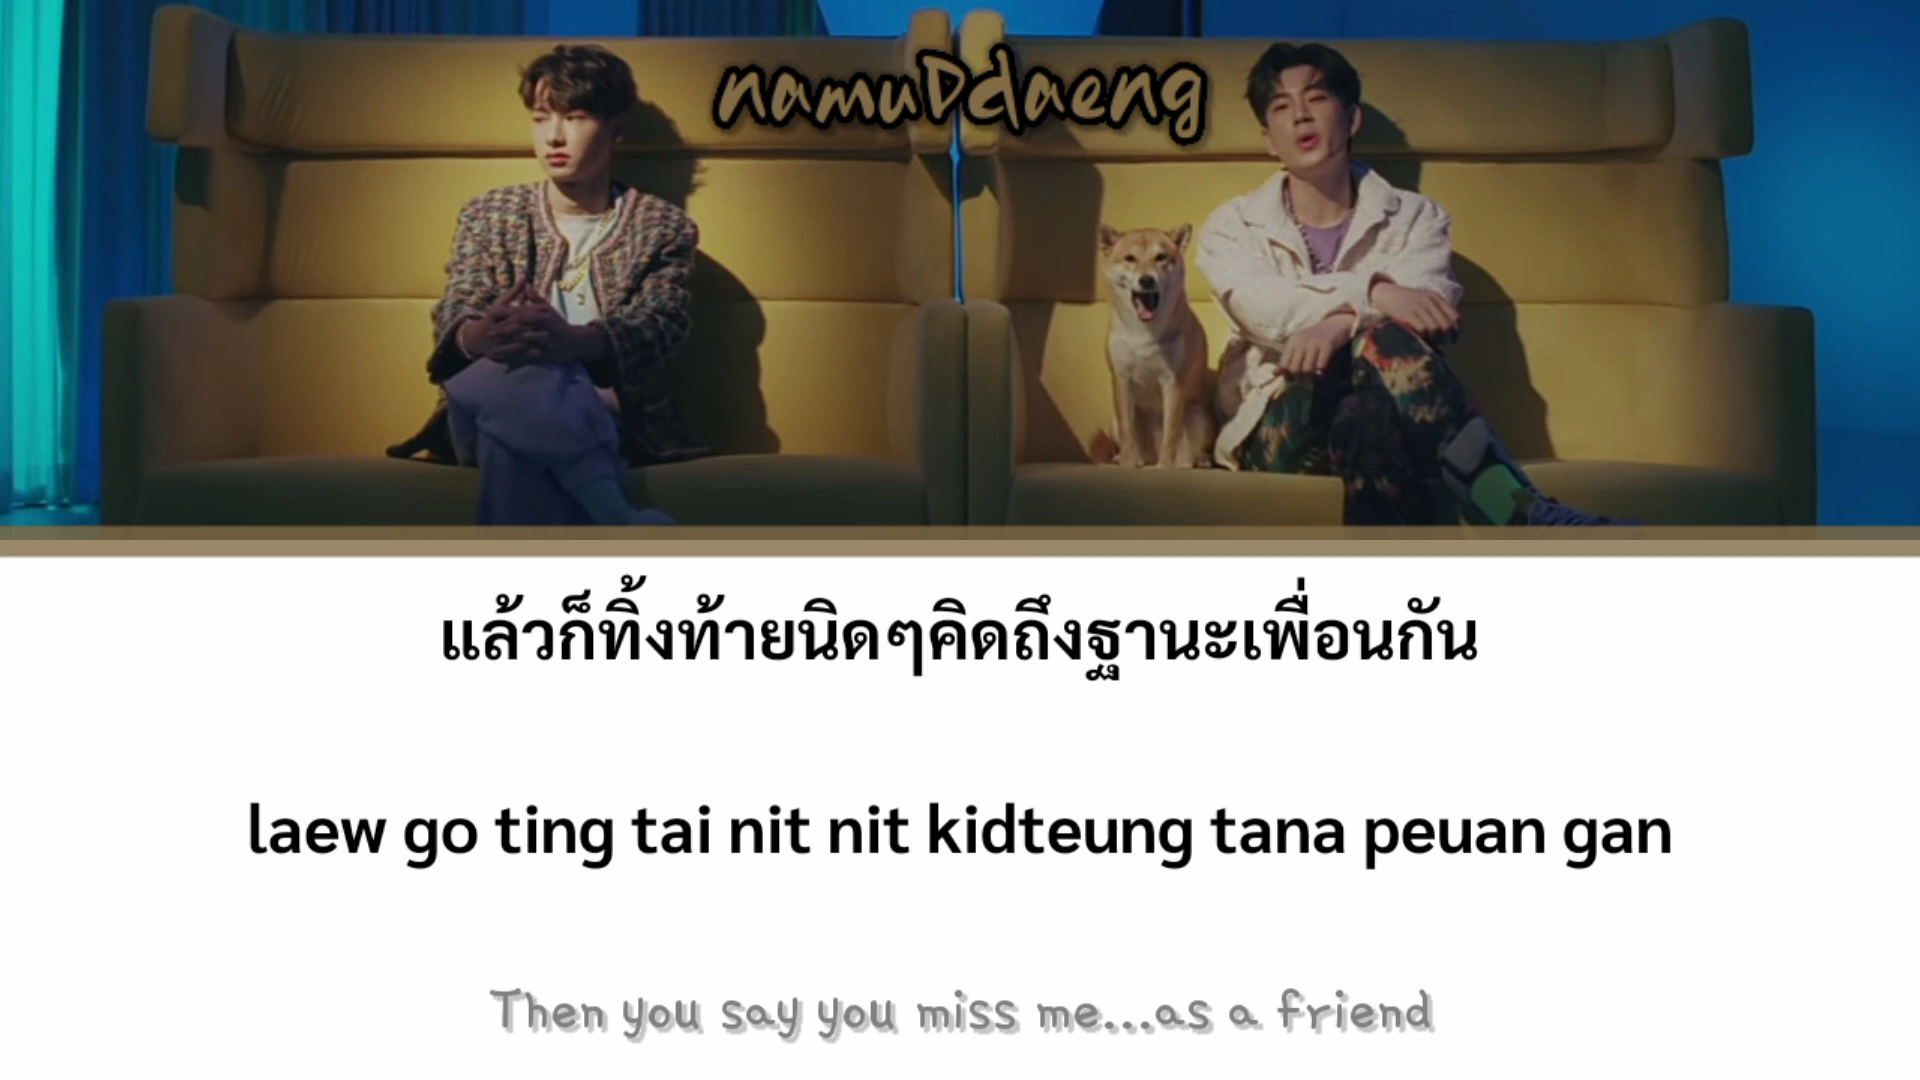 namuDdaeng
แล้วก็ทิ้งท้ายนิดๆคิดถึงฐานะเพื่อนกัน
laew go ting tai nit nit kidteung tana peuan gan
Then you say you miss me...as a friend